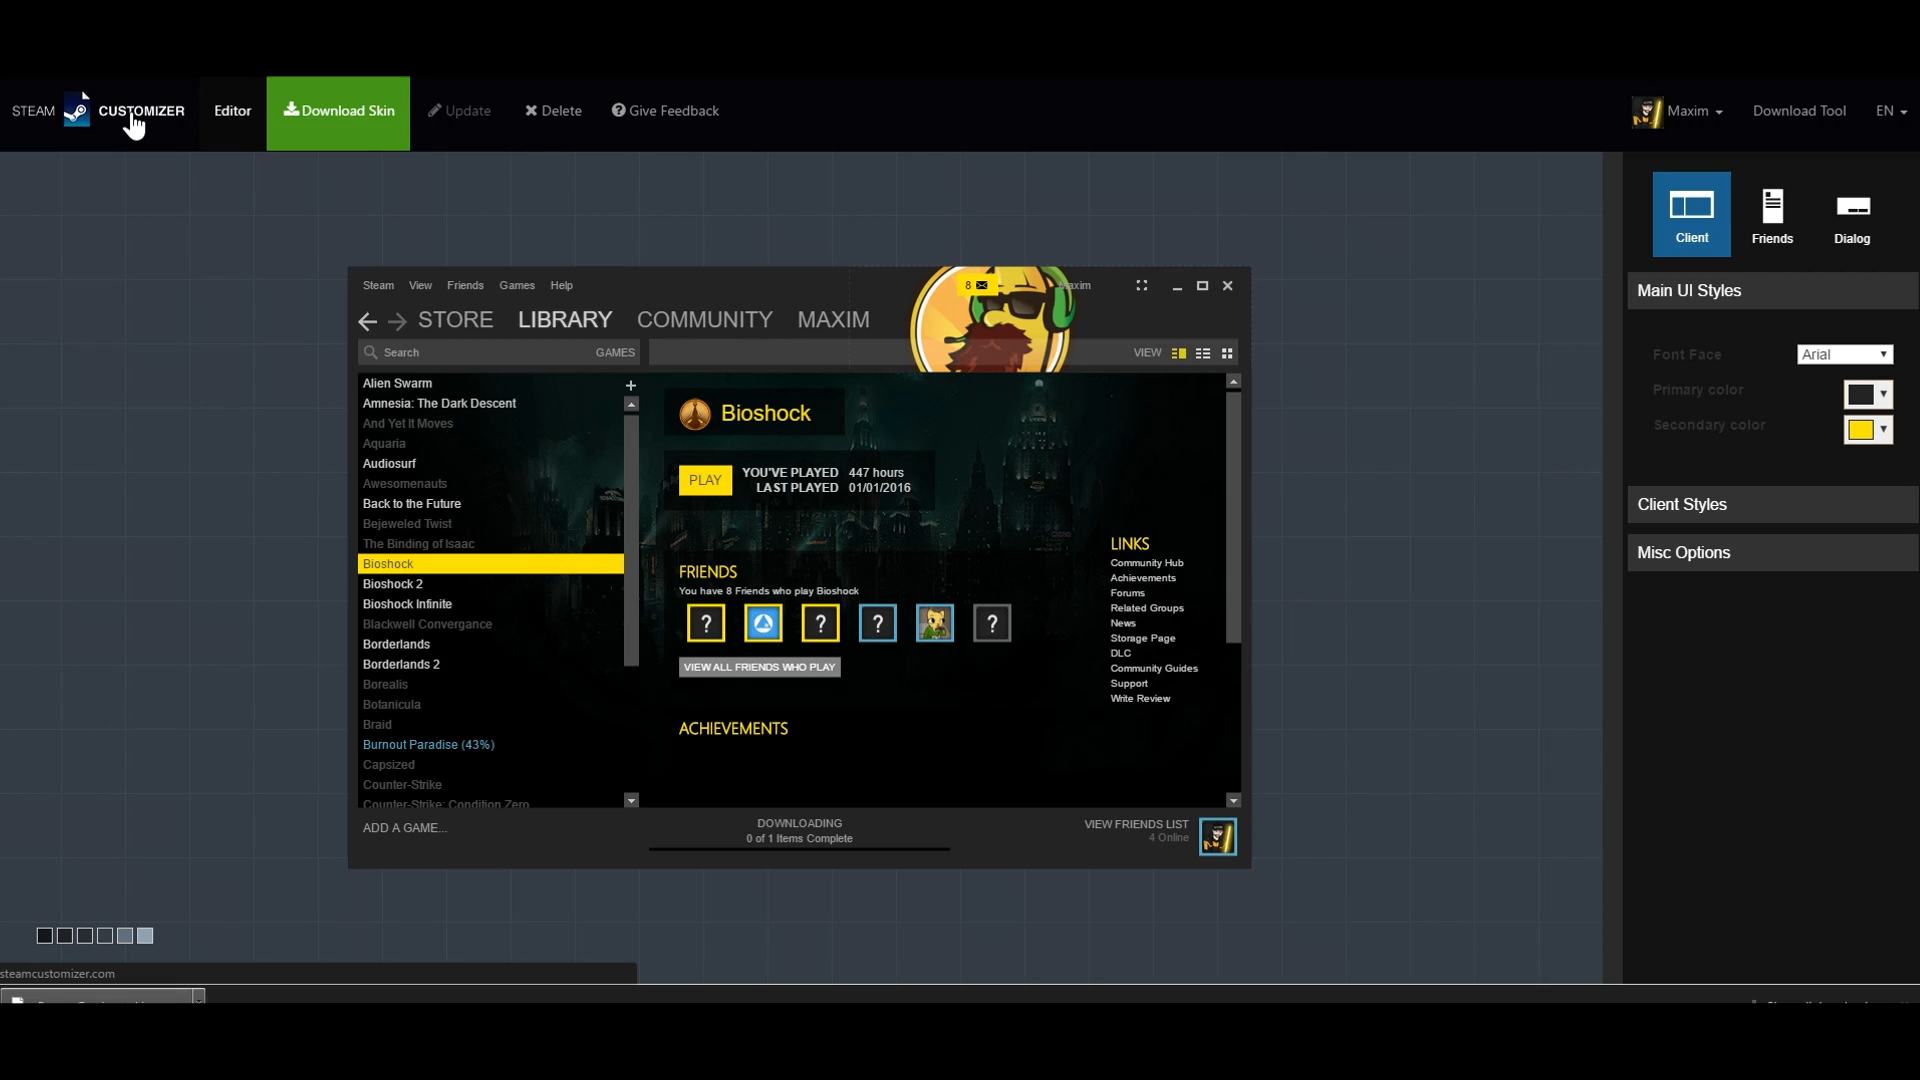 STEAM CUSTOMIZER Editor Download Skin Update Delete Give Feedback Maxim Download Tool EN
Client Friends Dialog
Main UI Styles
Font Face Arial
Primary color
Secondary color
Client Styles
Misc Options
Steam View Friends Games Help 8 Maxim
STORE LIBRARY COMMUNITY MAXIM
Search GAMES VIEW
Alien Swarm
Amnesia: The Dark Descent
And Yet It Moves
Aquaria
Audiosurf
Awesomenauts
Back to the Future
Bejeweled Twist
The Binding of Isaac
Bioshock
Bioshock 2
Bioshock Infinite
Blackwell Convergance
Borderlands
Borderlands 2
Borealis
Botanicula
Braid
Burnout Paradise (43%)
Capsized
Counter-Strike
Counter-Strike: Condition Zero
Bioshock
PLAY
YOU'VE PLAYED 447 hours
LAST PLAYED 01/01/2016
FRIENDS
You have 8 Friends who play Bioshock
? ? ? ?
VIEW ALL FRIENDS WHO PLAY
ACHIEVEMENTS
LINKS
Community Hub
Achievements
Forums
Related Groups
News
Storage Page
DLC
Community Guides
Support
Write Review
ADD A GAME...
DOWNLOADING
0 of 1 Items Complete
VIEW FRIENDS LIST
4 Online
steamcustomizer.com